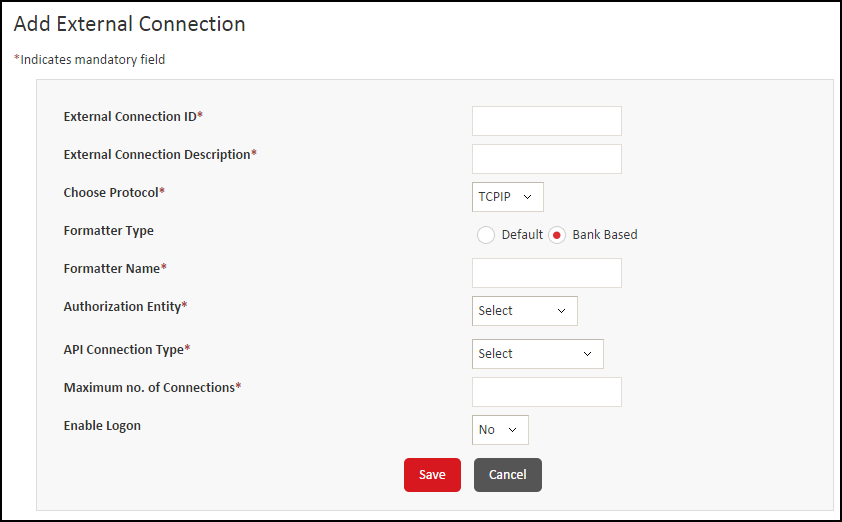 Add External Connection
*Indicates mandatory field
External Connection ID*
External Connection Description*
Choose Protocol* TCPIP
Formatter Type Default Bank Based
Formatter Name*
Authorization Entity* Select
API Connection Type* Select
Maximum no. of Connections*
Enable Logon No
Save Cancel